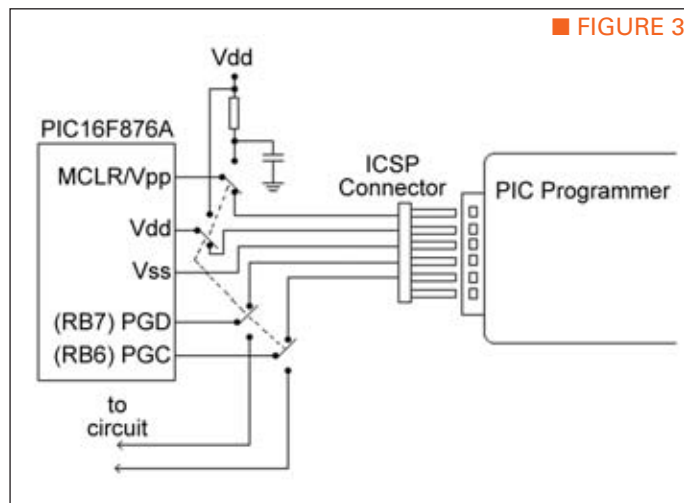 ■ FIGURE 3
Vdd
PIC16F876A
MCLR/Vpp
Vdd
Vss
(RB7) PGD
(RB6) PGC
ICSP
Connector
PIC Programmer
to
circuit